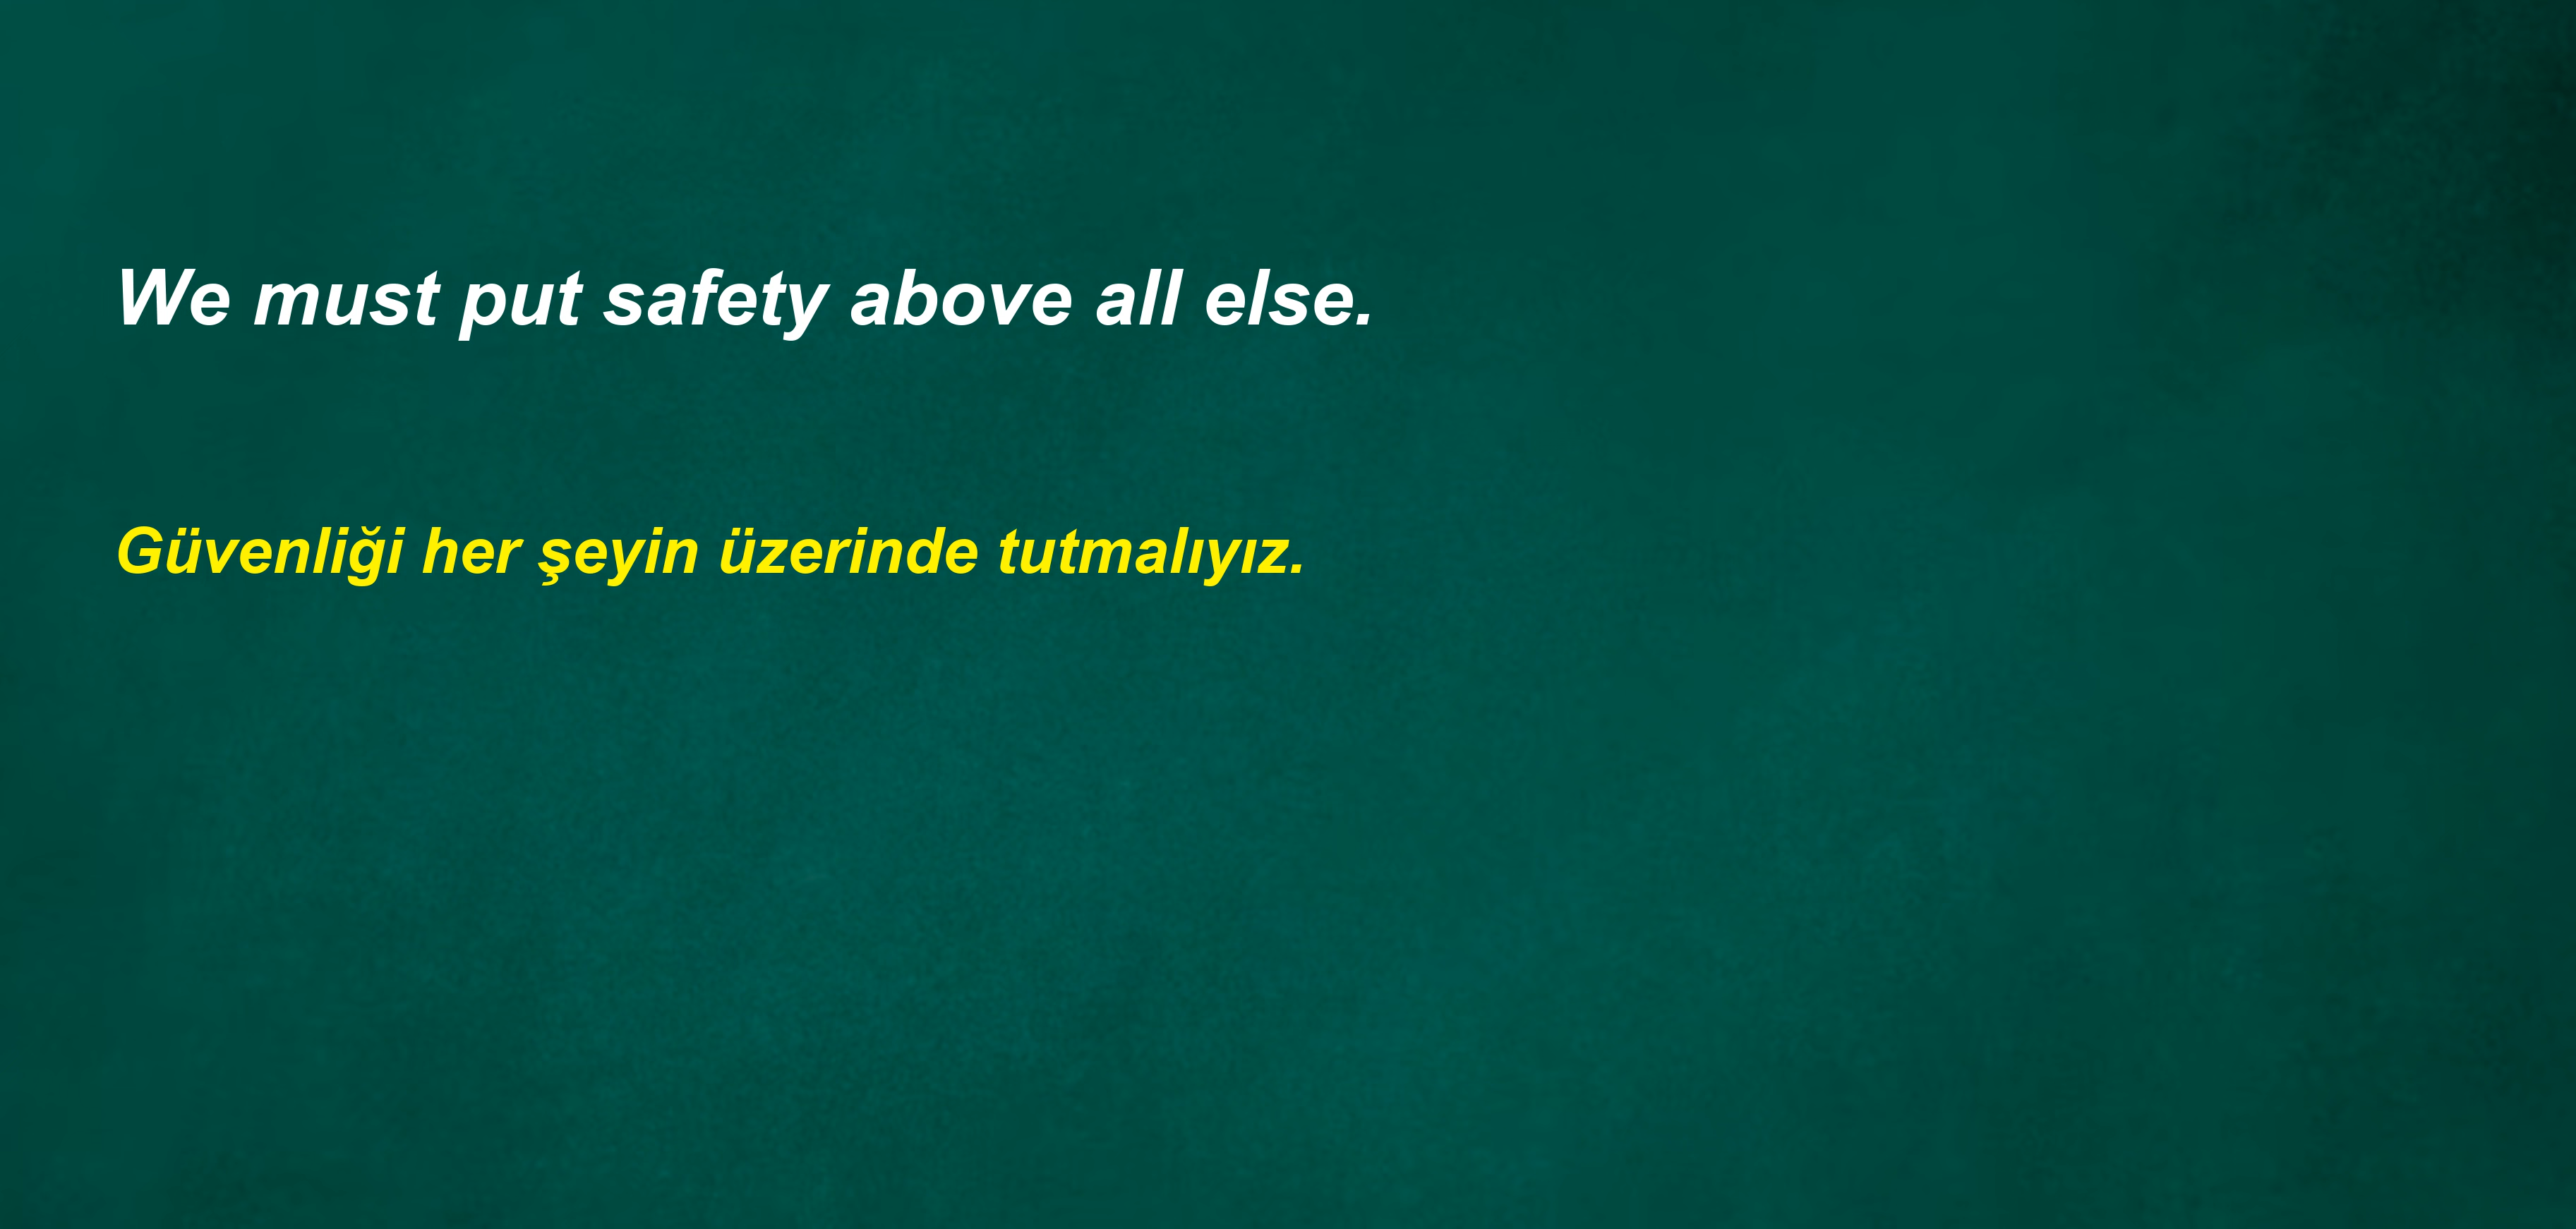 We must put safety above all else.
Güvenliği her şeyin üzerinde tutmalıyız.